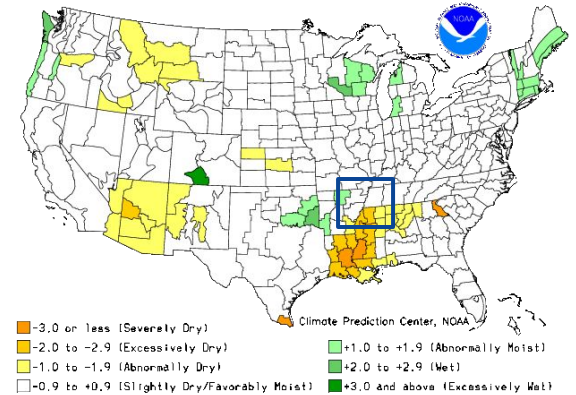 NOAA
Climate Prediction Center, NOAA
-3.0 or less (Severely Dry)
-2.0 to -2.9 (Excessively Dry)
-1.0 to -1.9 (Abnormally Dry)
-0.9 to +0.9 (Slightly Dry/Favorably Moist)
+1.0 to +1.9 (Abnormally Moist)
+2.0 to +2.9 (Wet)
+3.0 and above (Excessively Wet)